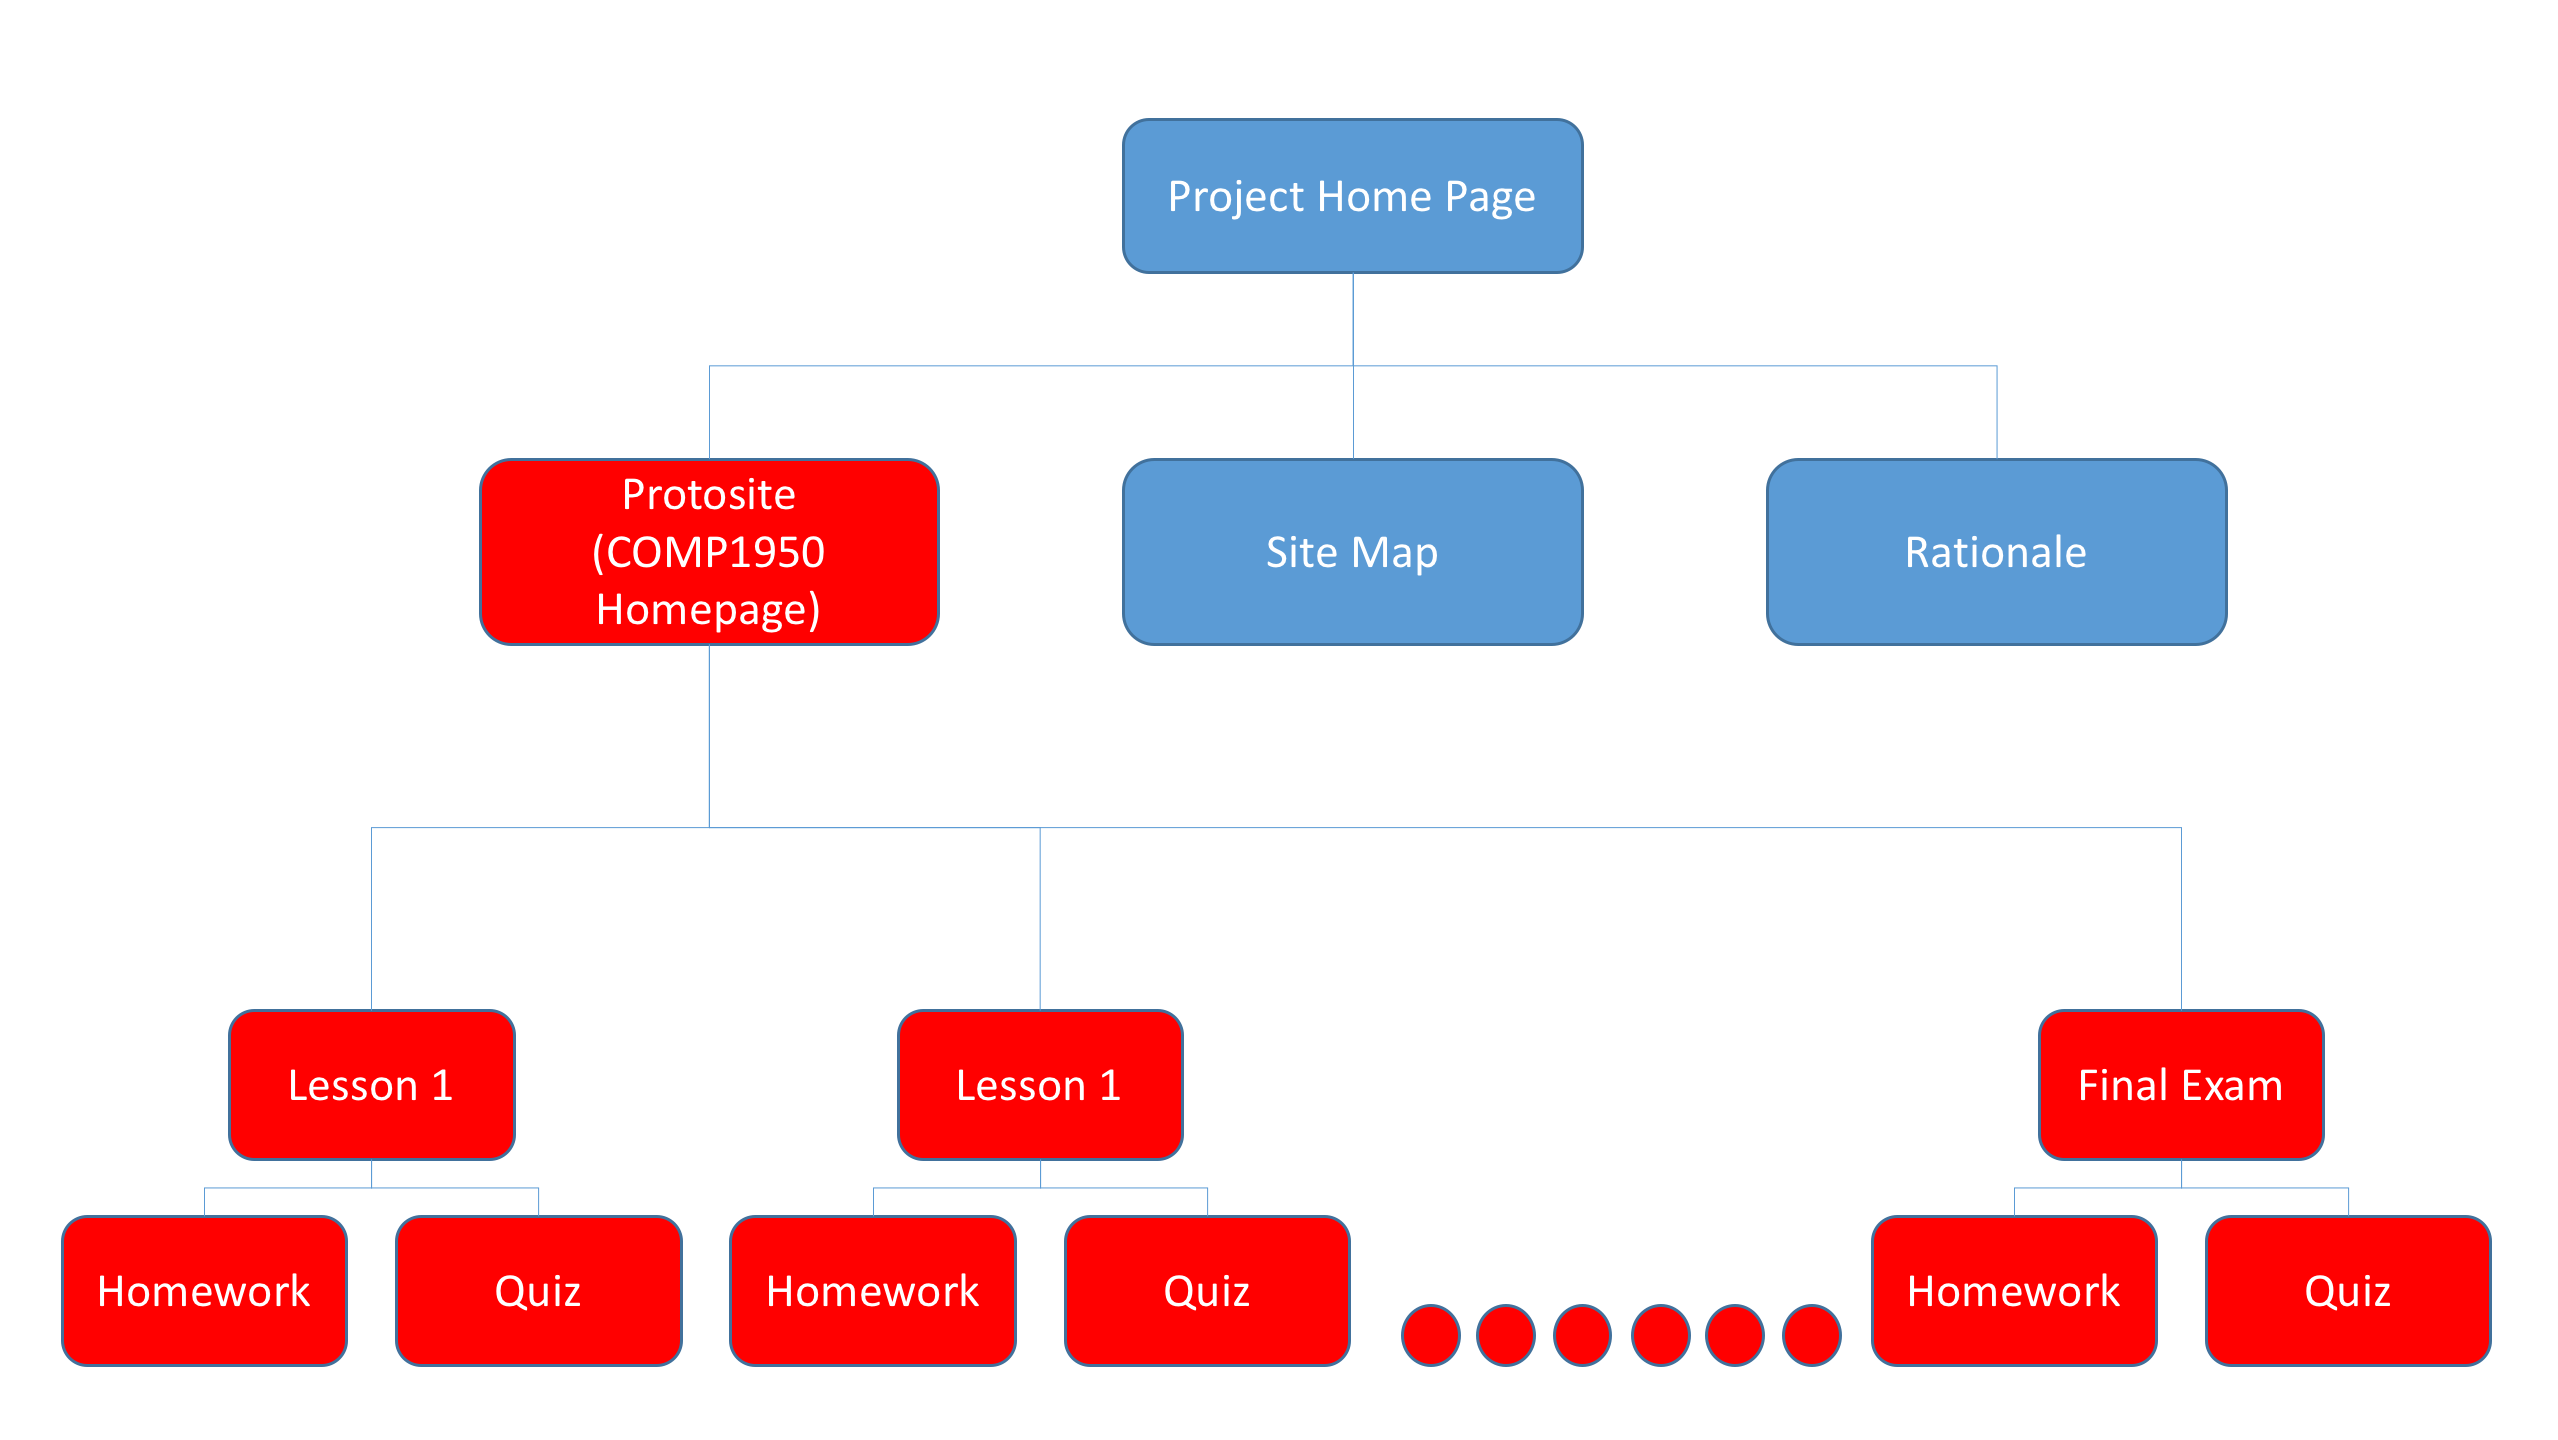 Project Home Page
Protosite
(COMP1950
Homepage)
Site Map
Rationale
Lesson 1
Lesson 1
Final Exam
Homework
Quiz
Homework
Quiz
Homework
Quiz